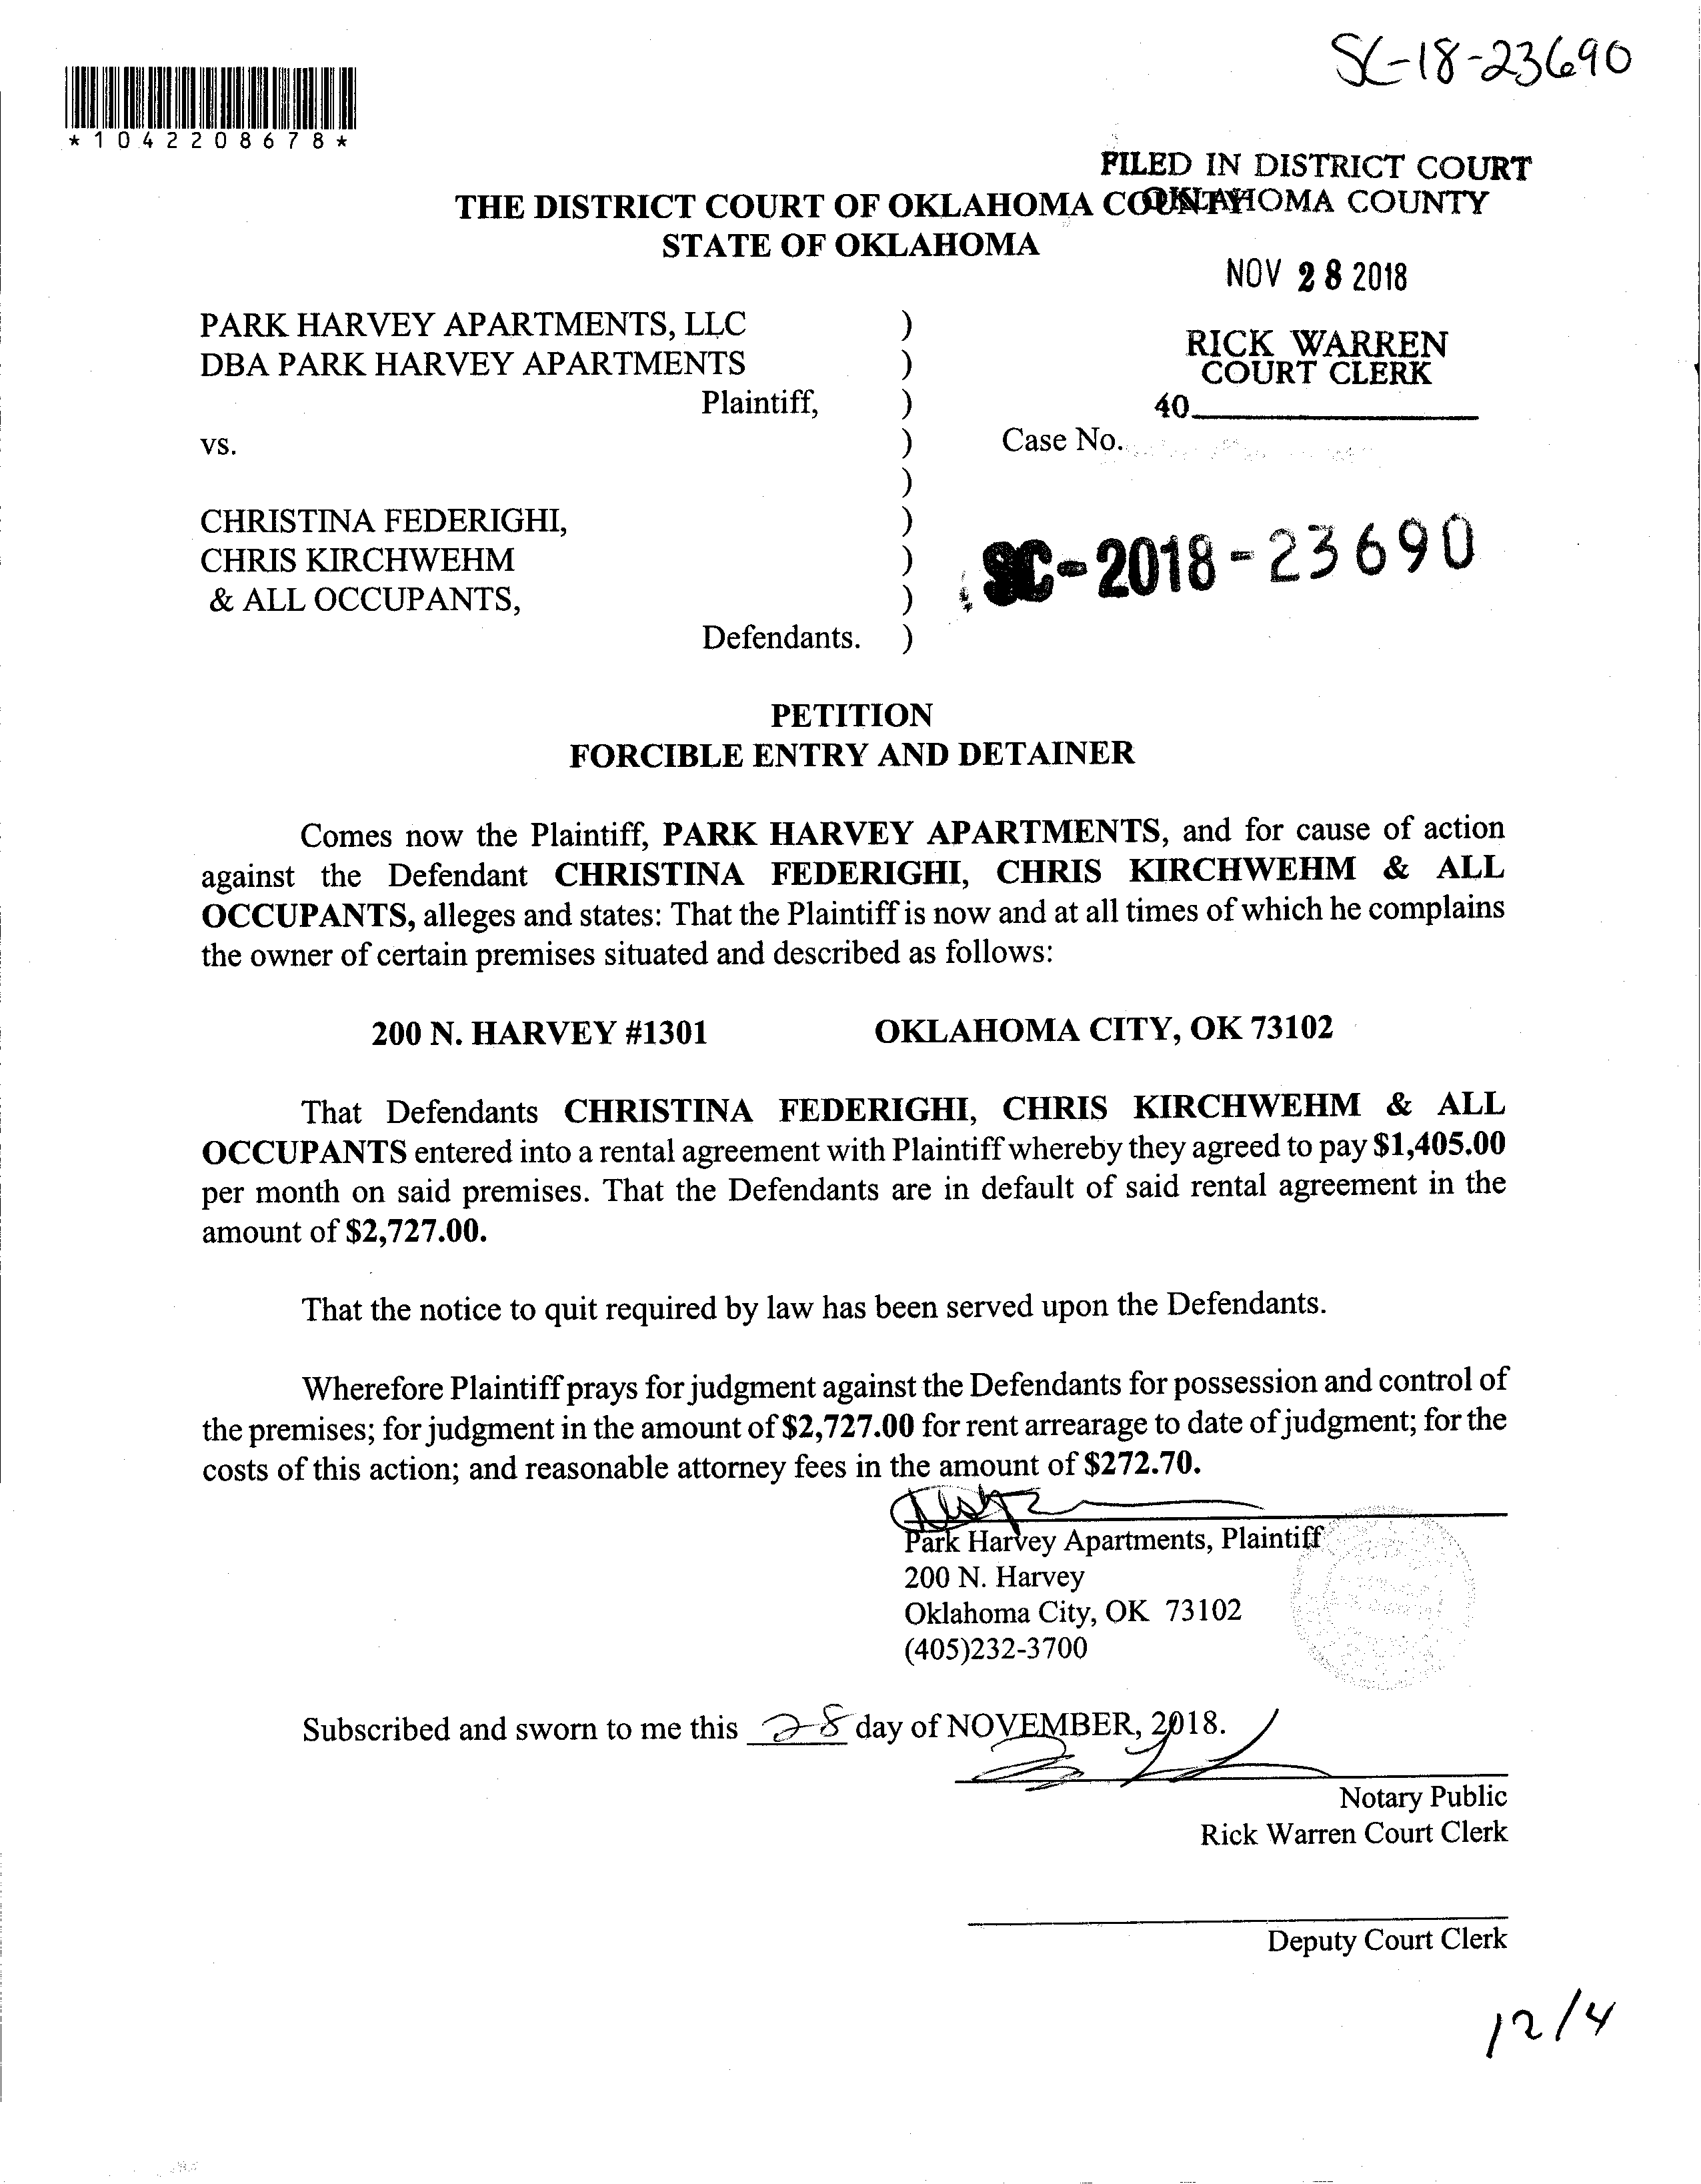 SC-18-23690
*1042208678*
FILED IN DISTRICT COURT
OKLAHOMA COUNTY
THE DISTRICT COURT OF OKLAHOMA COUNTY
STATE OF OKLAHOMA
NOV 28 2018
PARK HARVEY APARTMENTS, LLC )
DBA PARK HARVEY APARTMENTS )
Plaintiff, )
RICK WARREN
COURT CLERK
40
vs. )
Case No.
)
CHRISTINA FEDERIGHI, )
CHRIS KIRCHWEHM )
& ALL OCCUPANTS, )
Defendants. )
SC-2018-23690
PETITION
FORCIBLE ENTRY AND DETAINER
Comes now the Plaintiff, PARK HARVEY APARTMENTS, and for cause of action
against the Defendant CHRISTINA FEDERIGHI, CHRIS KIRCHWEHM & ALL
OCCUPANTS, alleges and states: That the Plaintiff is now and at all times of which he complains
the owner of certain premises situated and described as follows:
200 N. HARVEY #1301 OKLAHOMA CITY, OK 73102
That Defendants CHRISTINA FEDERIGHI, CHRIS KIRCHWEHM & ALL
OCCUPANTS entered into a rental agreement with Plaintiff whereby they agreed to pay $1,405.00
per month on said premises. That the Defendants are in default of said rental agreement in the
amount of $2,727.00.
That the notice to quit required by law has been served upon the Defendants.
Wherefore Plaintiff prays for judgment against the Defendants for possession and control of
the premises; for judgment in the amount of $2,727.00 for rent arrearage to date of judgment; for the
costs of this action; and reasonable attorney fees in the amount of $272.70.
Park Harvey Apartments, Plaintiff
200 N. Harvey
Oklahoma City, OK 73102
(405)232-3700
Subscribed and sworn to me this 28 day of NOVEMBER, 2018.
Notary Public
Rick Warren Court Clerk
Deputy Court Clerk
12/4